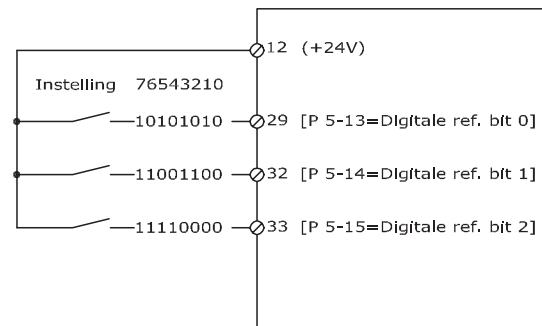 12 (+24V)
Instelling 76543210
10101010 29 [P 5-13=Digitale ref. bit 0]
11001100 32 [P 5-14=Digitale ref. bit 1]
11110000 33 [P 5-15=Digitale ref. bit 2]